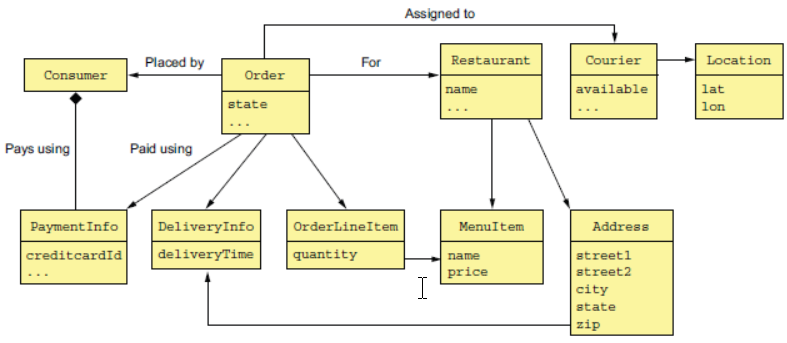 Assigned to
Consumer
Placed by
Order
state
...
For
Restaurant
name
...
Courier
available
...
Location
lat
lon
Pays using
Paid using
PaymentInfo
creditcardId
...
DeliveryInfo
deliveryTime
OrderLineItem
quantity
MenuItem
name
price
Address
street1
street2
city
state
zip